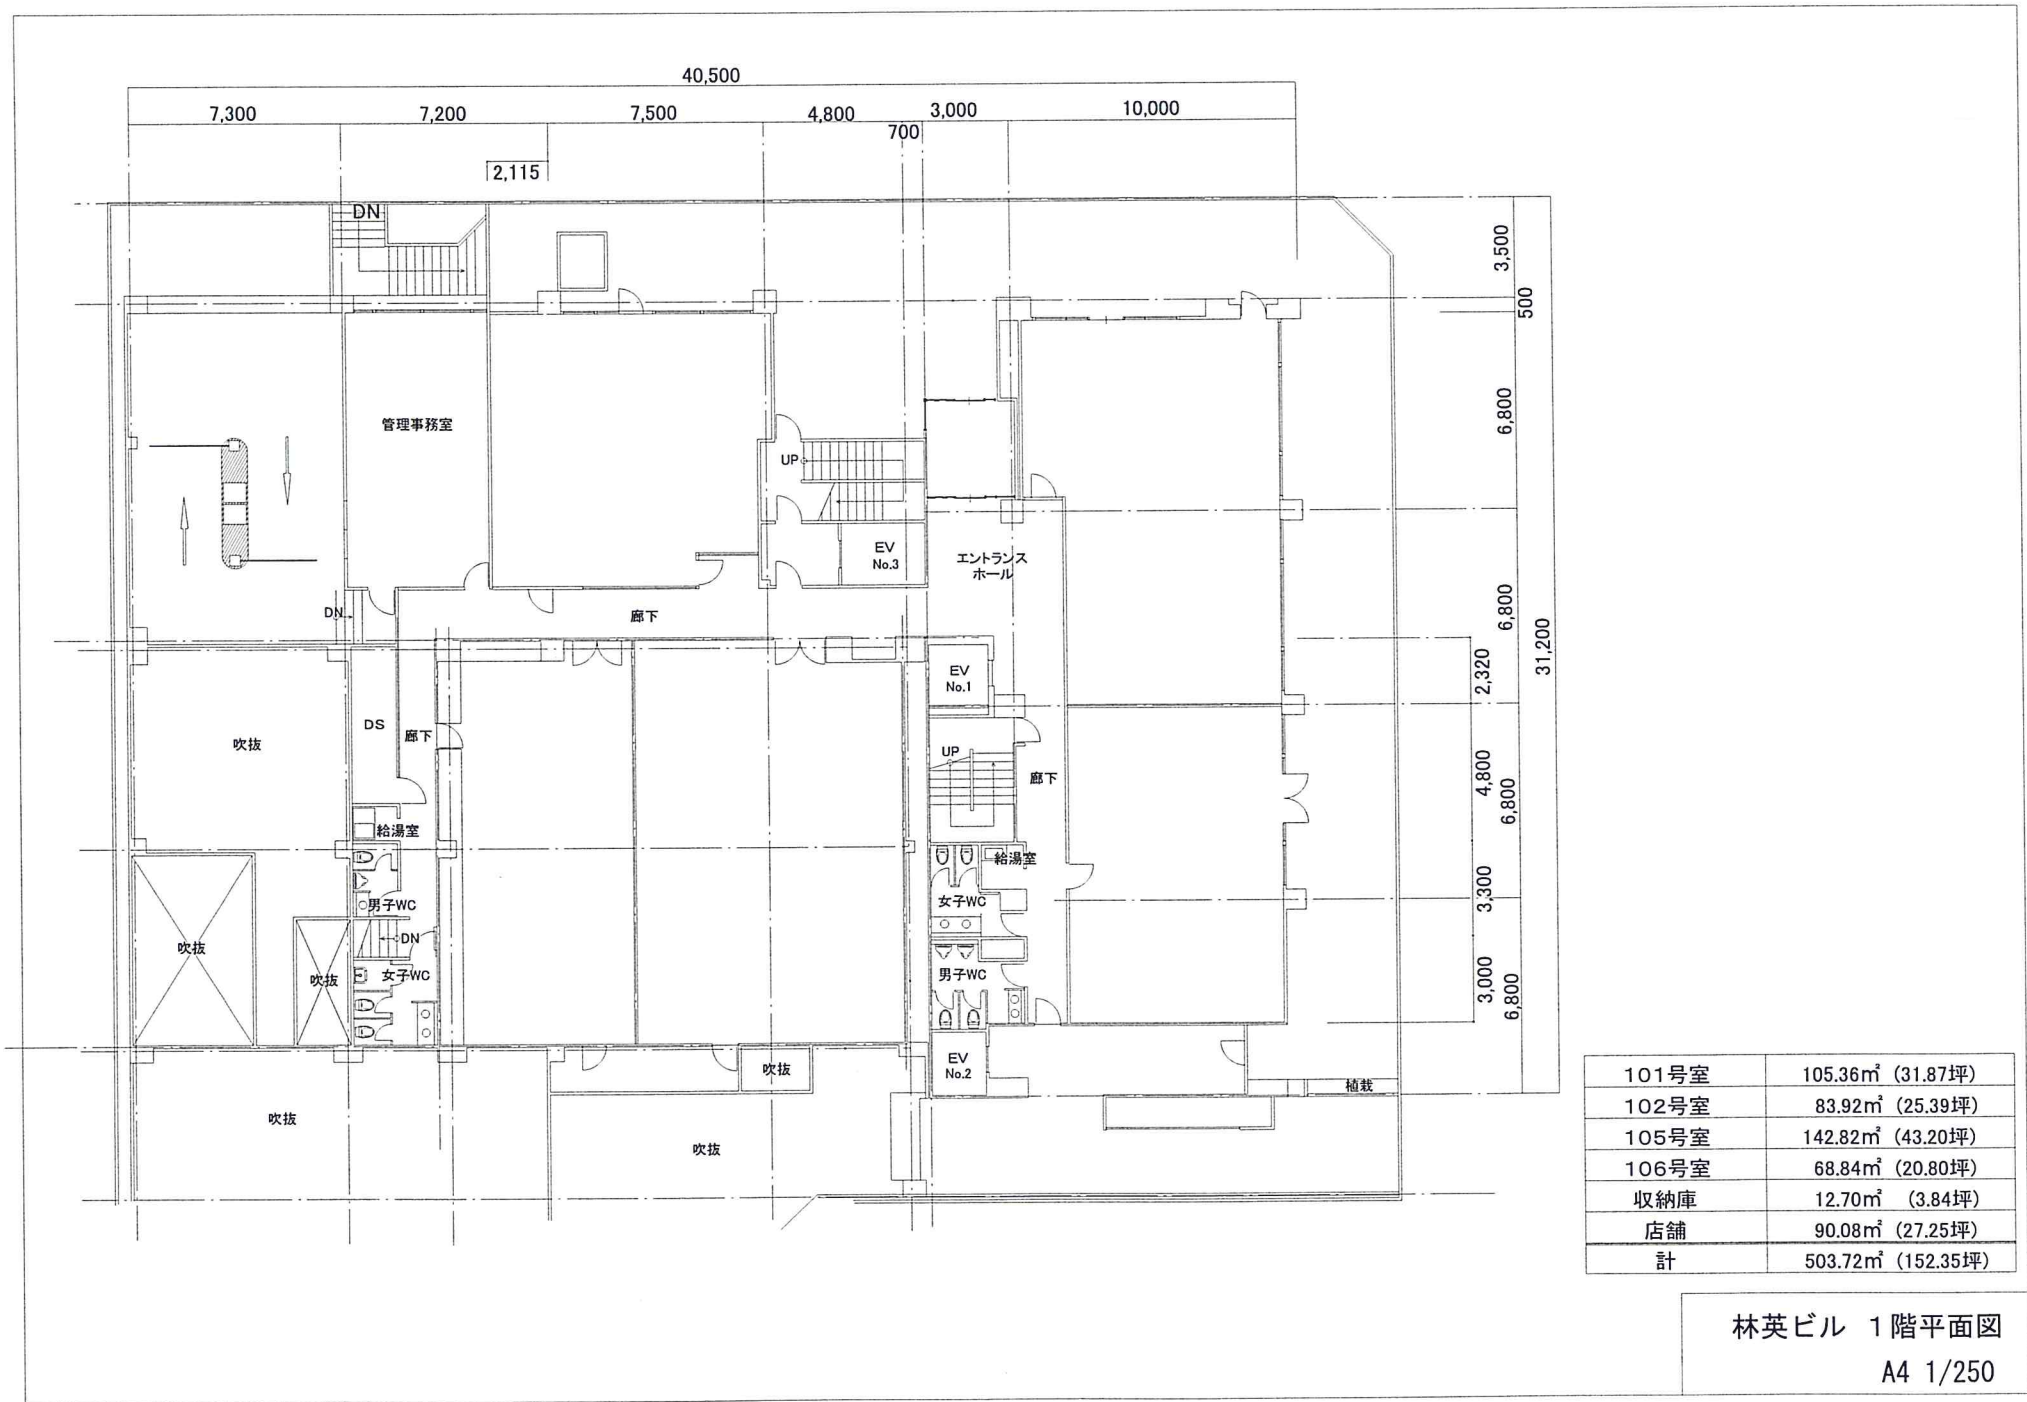 40,500
7,300
7,200
7,500
4,800
700
3,000
10,000
2,115
DN
3,500
500
6,800
管理事務室
UP
EV
No.3
エントランス
ホール
6,800
31,200
DN
廊下
EV
No.1
2,320
DS
廊下
吹抜
UP
廊下
4,800
6,800
給湯室
給湯室
男子WC
女子WC
3,300
DN
吹抜
吹抜
女子WC
男子WC
3,000
6,800
EV
No.2
吹抜
植栽
吹抜
吹抜
101号室 105.36㎡ (31.87坪)
102号室 83.92㎡ (25.39坪)
105号室 142.82㎡ (43.20坪)
106号室 68.84㎡ (20.80坪)
収納庫 12.70㎡ (3.84坪)
店舗 90.08㎡ (27.25坪)
計 503.72㎡ (152.35坪)
林英ビル 1階平面図
A4 1/250